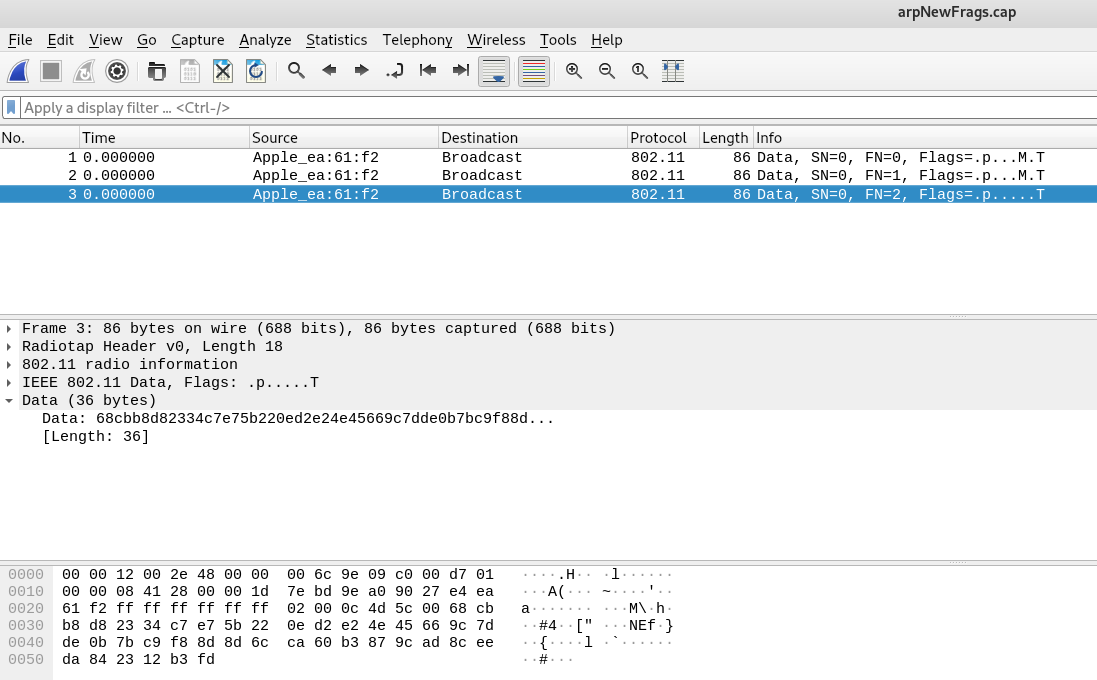 arpNewFrags.cap
File Edit View Go Capture Analyze Statistics Telephony Wireless Tools Help
Apply a display filter ... <Ctrl-/>
No. Time Source Destination Protocol Length Info
1 0.000000 Apple_ea:61:f2 Broadcast 802.11 86 Data, SN=0, FN=0, Flags=.p...M.T
2 0.000000 Apple_ea:61:f2 Broadcast 802.11 86 Data, SN=0, FN=1, Flags=.p...M.T
3 0.000000 Apple_ea:61:f2 Broadcast 802.11 86 Data, SN=0, FN=2, Flags=.p.....T
Frame 3: 86 bytes on wire (688 bits), 86 bytes captured (688 bits)
Radiotap Header v0, Length 18
802.11 radio information
IEEE 802.11 Data, Flags: .p.....T
Data (36 bytes)
Data: 68cbb8d82334c7e75b220ed2e24e45669c7dde0b7bc9f88d...
[Length: 36]
0000 00 00 12 00 2e 48 00 00 00 6c 9e 09 c0 00 d7 01 ····.H·· ·l······
0010 00 00 08 41 28 00 00 1d 7e bd 9e a0 90 27 e4 ea ···A(··· ~····'··
0020 61 f2 ff ff ff ff ff ff 02 00 0c 4d 5c 00 68 cb a······· ···M\·h·
0030 b8 d8 23 34 c7 e7 5b 22 0e d2 e2 4e 45 66 9c 7d ··#4··[" ···NEf·}
0040 de 0b 7b c9 f8 8d 8d 6c ca 60 b3 87 9c ad 8c ee ··{····l ·`······
0050 da 84 23 12 b3 fd ··#···